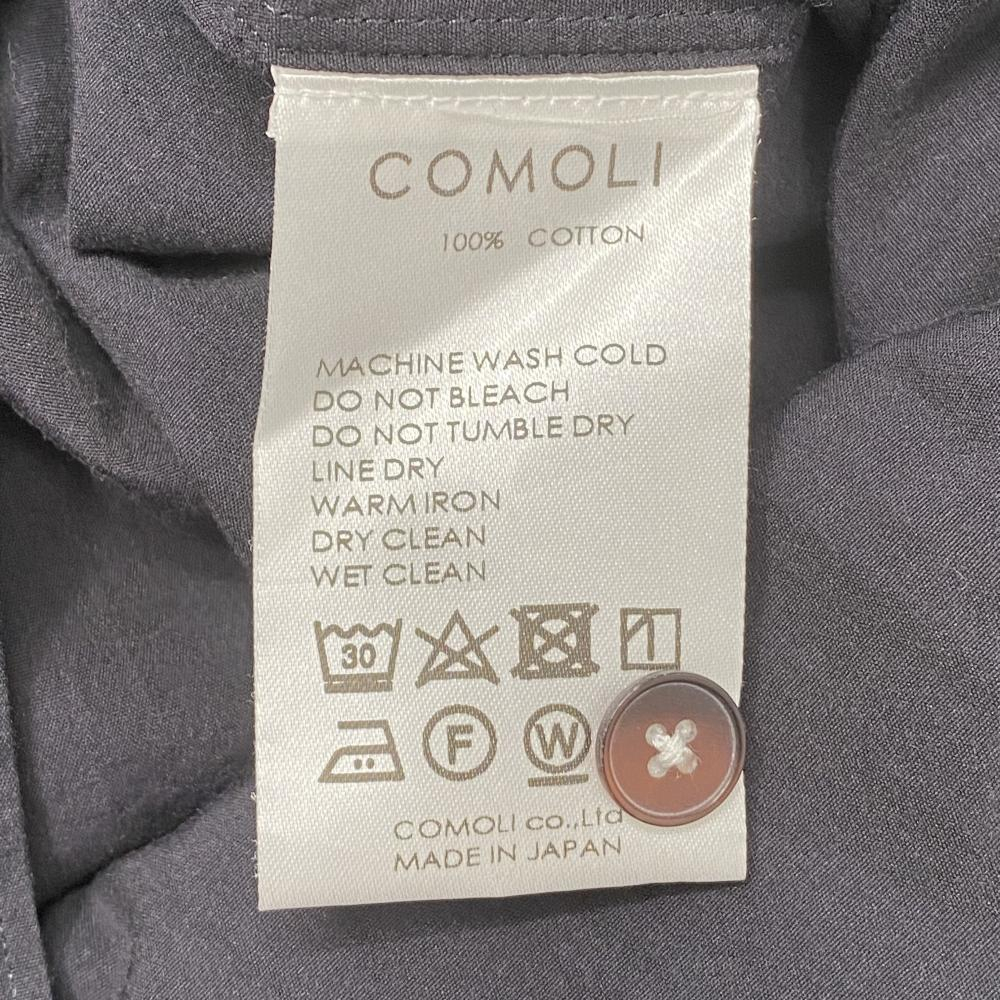 COMOLI
100% COTTON
MACHINE WASH COLD
DO NOT BLEACH
DO NOT TUMBLE DRY
LINE DRY
WARM IRON
DRY CLEAN
WET CLEAN
30
F W
COMOLI co.,Ltd
MADE IN JAPAN